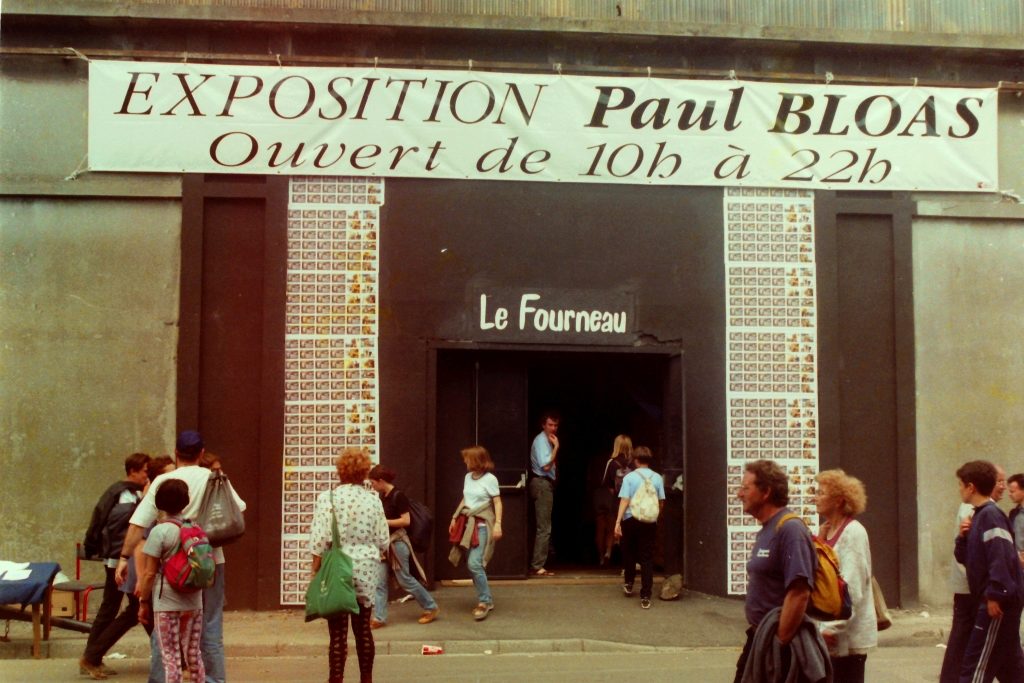 EXPOSITION Paul BLOAS
Ouvert de 10h à 22h
Le Fourneau